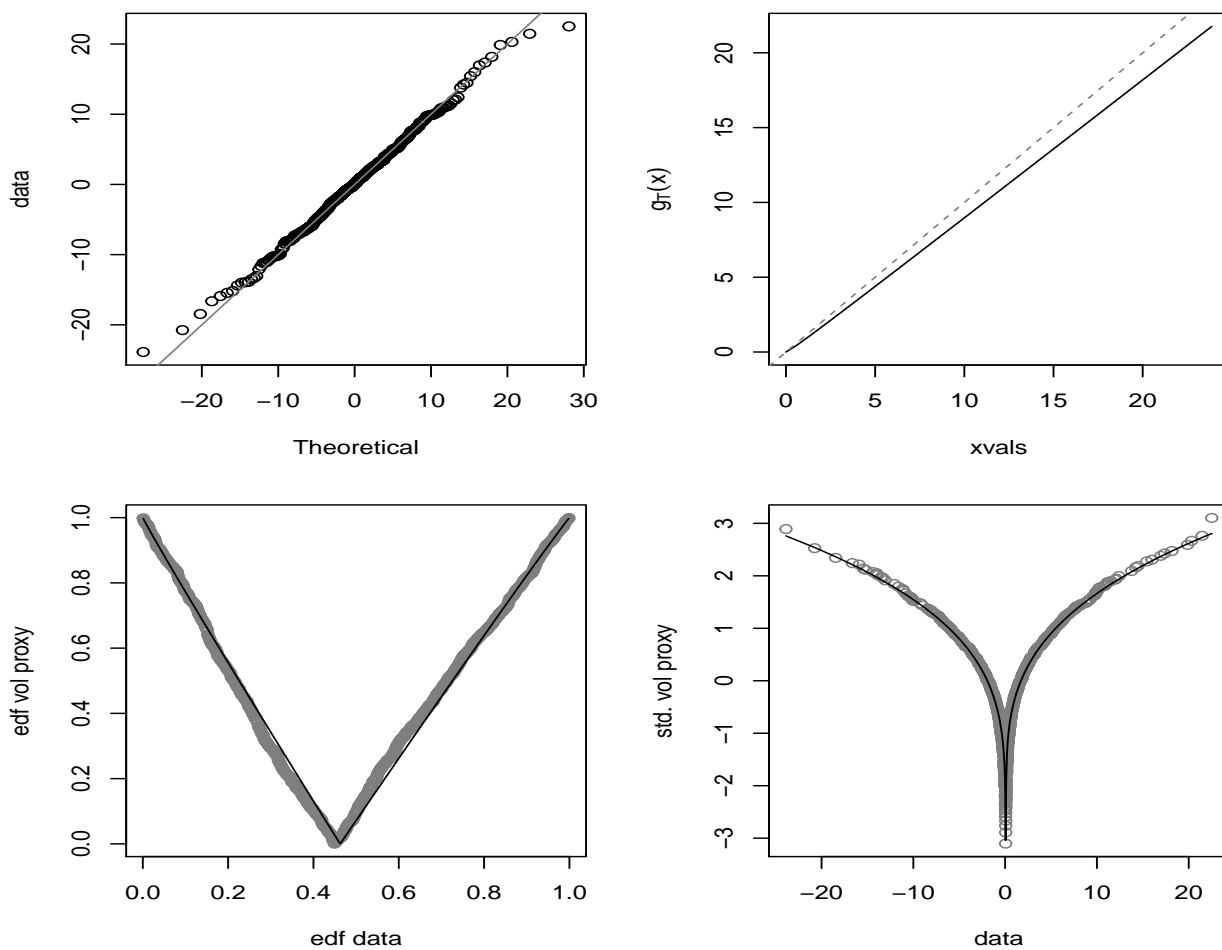 20
10
0
−10
−20
data
−20 −10 0 10 20 30
Theoretical
20
15
10
5
0
gT(x)
0 5 10 15 20
xvals
1.0
0.8
0.6
0.4
0.2
0.0
edf vol proxy
0.0 0.2 0.4 0.6 0.8 1.0
edf data
3
2
1
0
−1
−2
−3
std. vol proxy
−20 −10 0 10 20
data